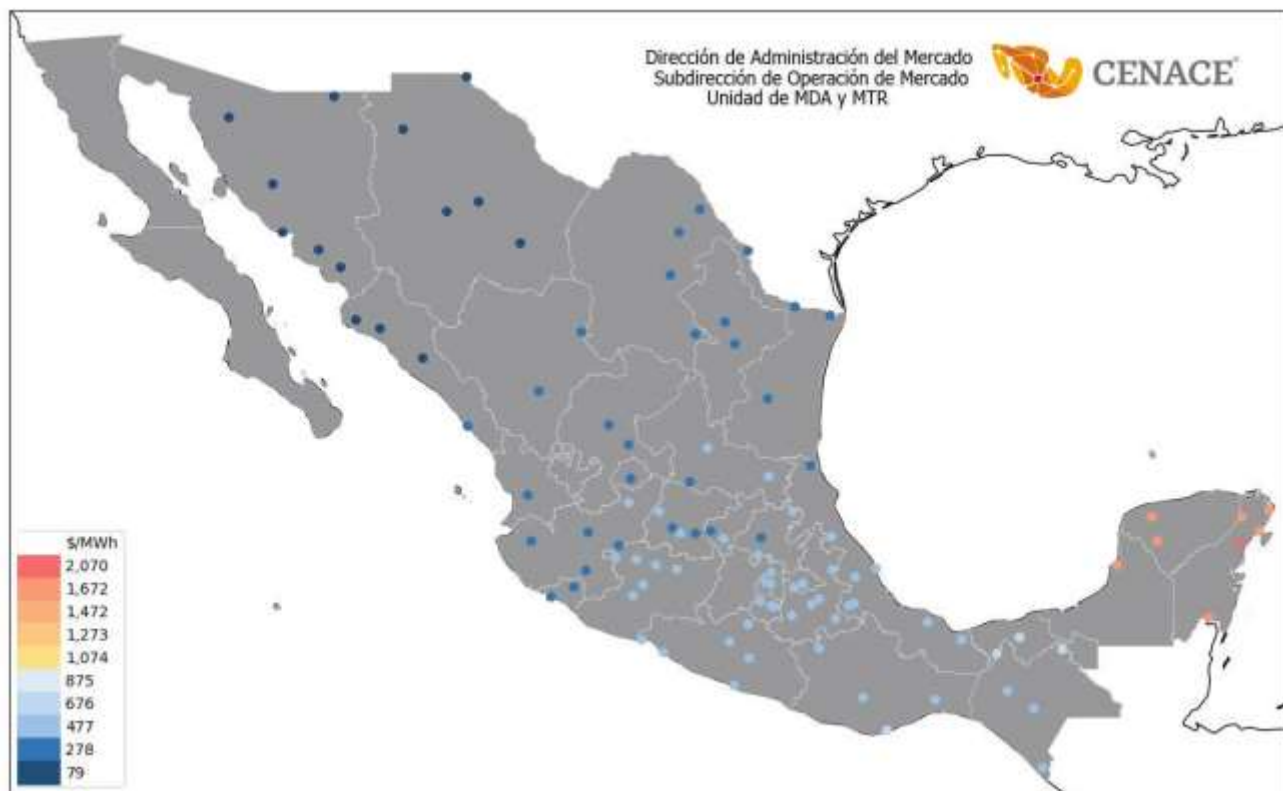 Dirección de Administración del Mercado
Subdirección de Operación de Mercado
Unidad de MDA y MTR
CENACE
$/MWh
2,070
1,672
1,472
1,273
1,074
875
676
477
278
79